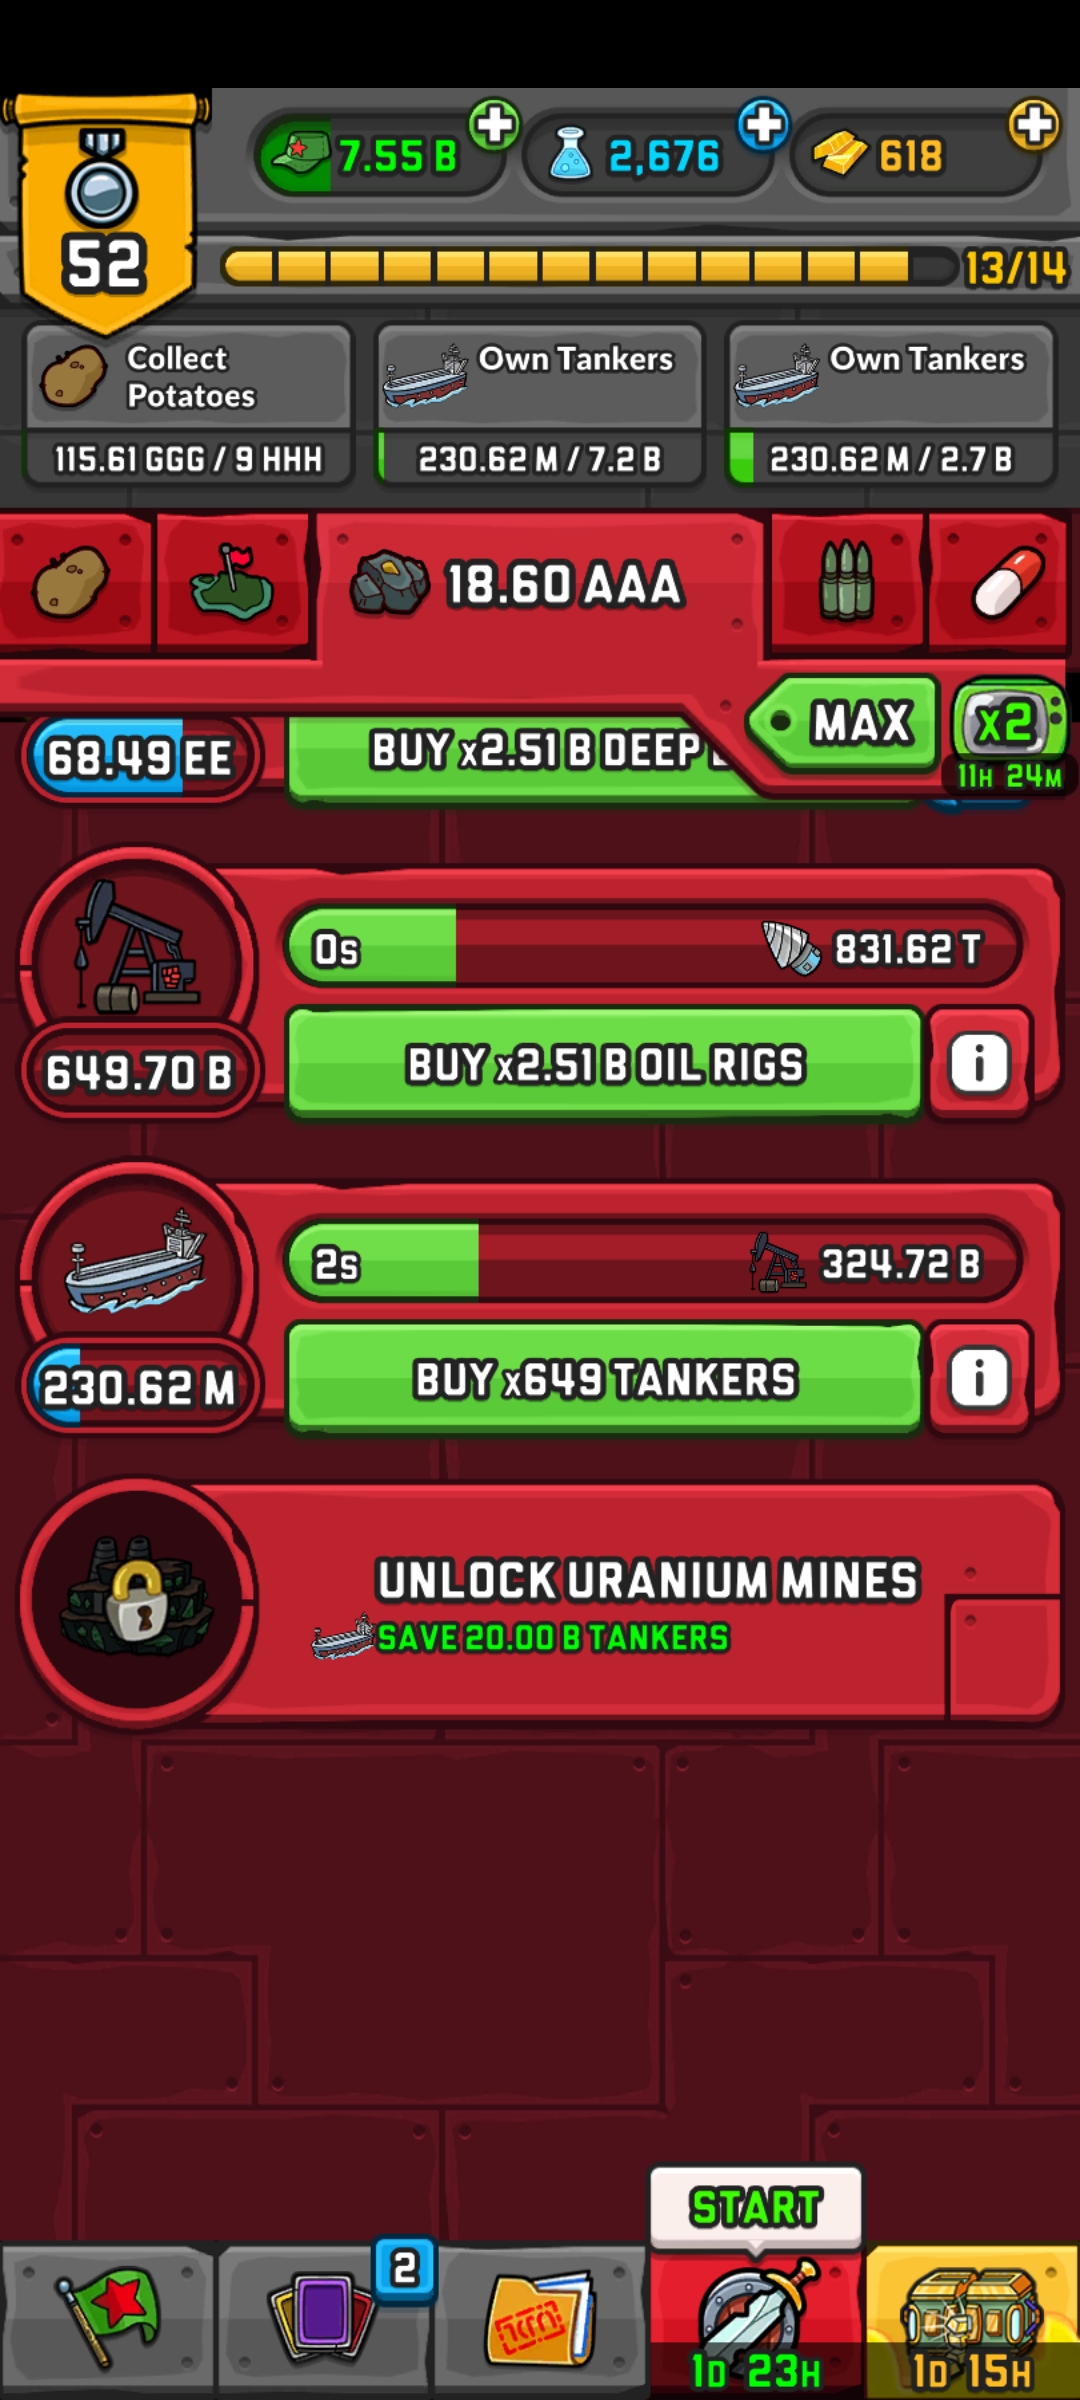 52
7.55 B
2,676
618
13/14
Collect
Potatoes
115.61 GGG / 9 HHH
Own Tankers
230.62 M / 7.2 B
Own Tankers
230.62 M / 2.7 B
18.60 AAA
MAX
x2
11H 24M
68.49 EE
BUY x2.51 B DEEP
0s
831.62 T
649.70 B
BUY x2.51 B OIL RIGS
i
2s
324.72 B
230.62 M
BUY x649 TANKERS
i
UNLOCK URANIUM MINES
SAVE 20.00 B TANKERS
START
2
1D 23H
1D 15H